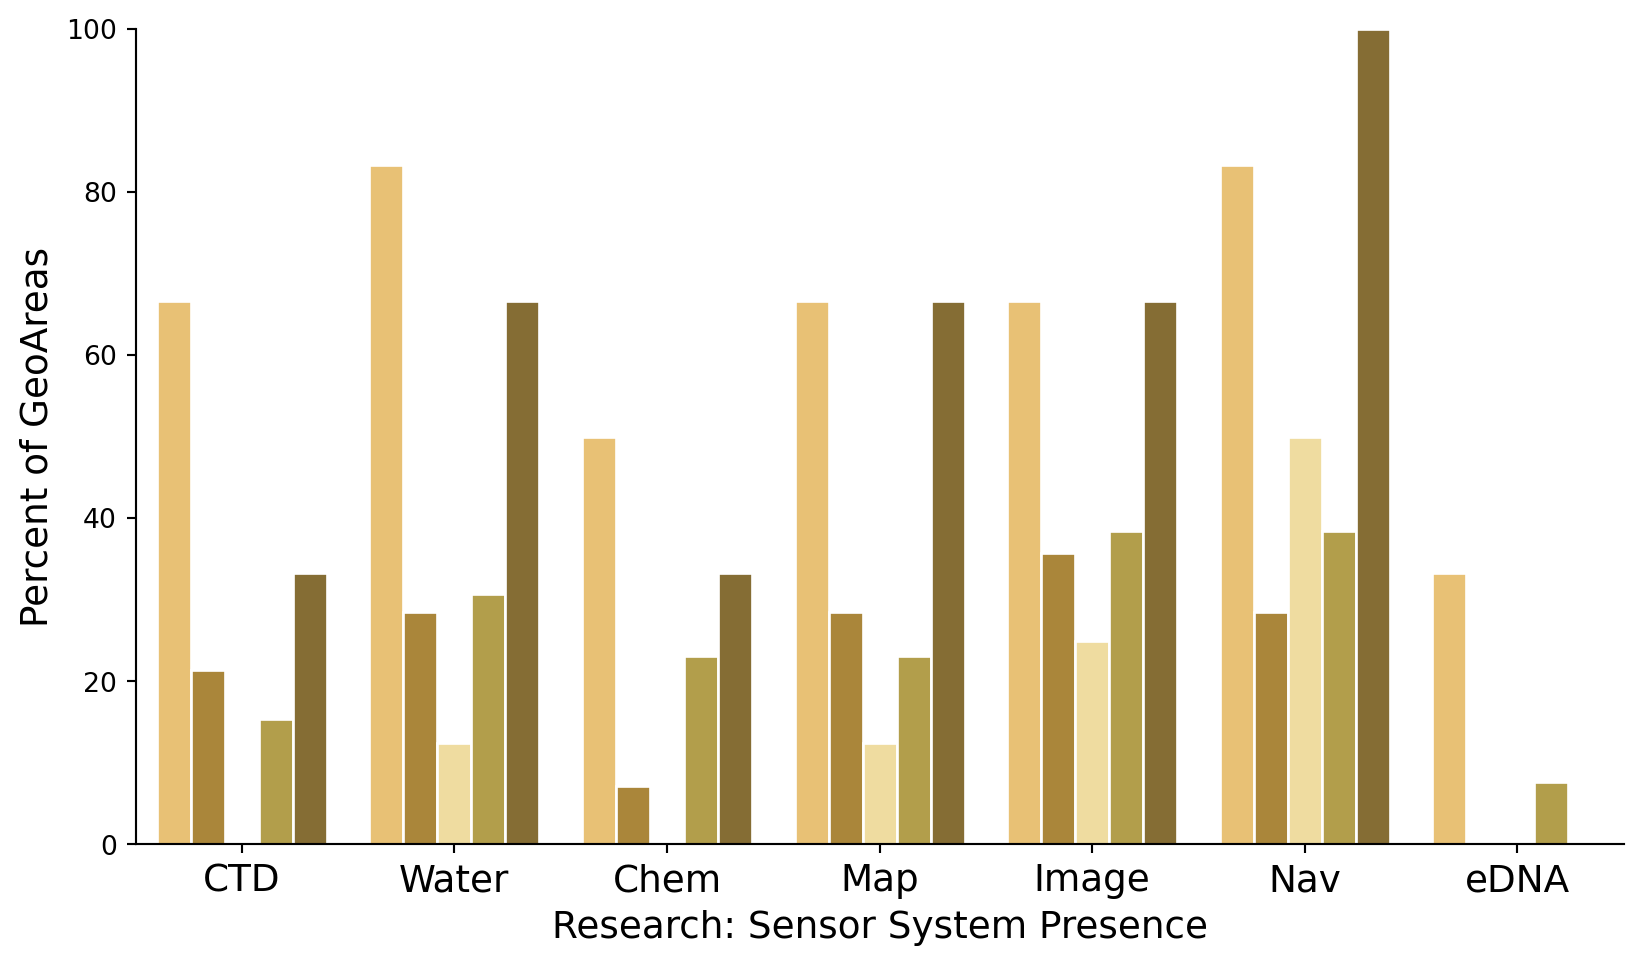 100
80
60
40
20
0
Percent of GeoAreas
CTD Water Chem Map Image Nav eDNA
Research: Sensor System Presence